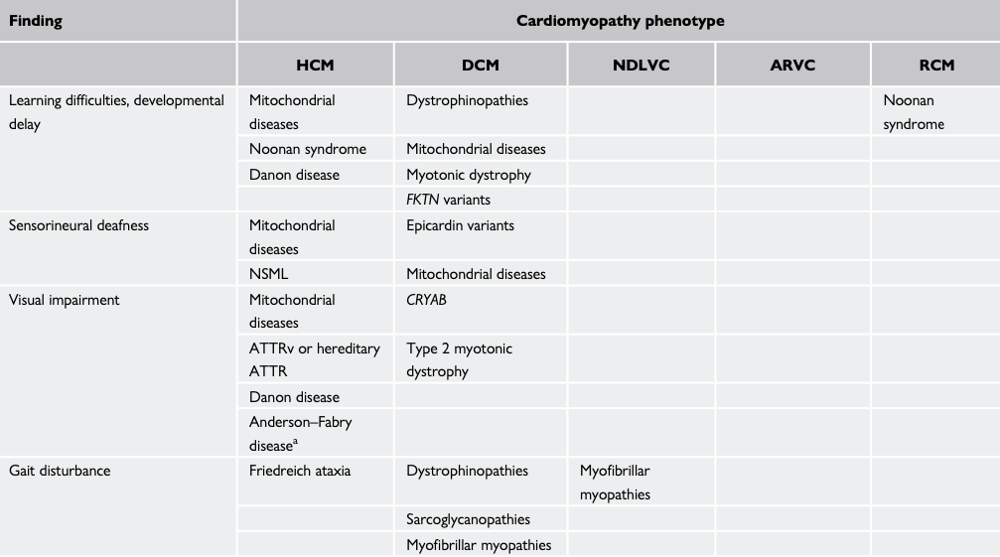 Finding Cardiomyopathy phenotype
HCM DCM NDLVC ARVC RCM
Learning difficulties, developmental Mitochondrial Dystrophinopathies Noonan
delay diseases syndrome
Noonan syndrome Mitochondrial diseases
Danon disease Myotonic dystrophy
FKTN variants
Sensorineural deafness Mitochondrial Epicardin variants
diseases
NSML Mitochondrial diseases
Visual impairment Mitochondrial CRYAB
diseases
ATTRv or hereditary Type 2 myotonic
ATTR dystrophy
Danon disease
Anderson–Fabry
diseaseᵃ
Gait disturbance Friedreich ataxia Dystrophinopathies Myofibrillar
myopathies
Sarcoglycanopathies
Myofibrillar myopathies